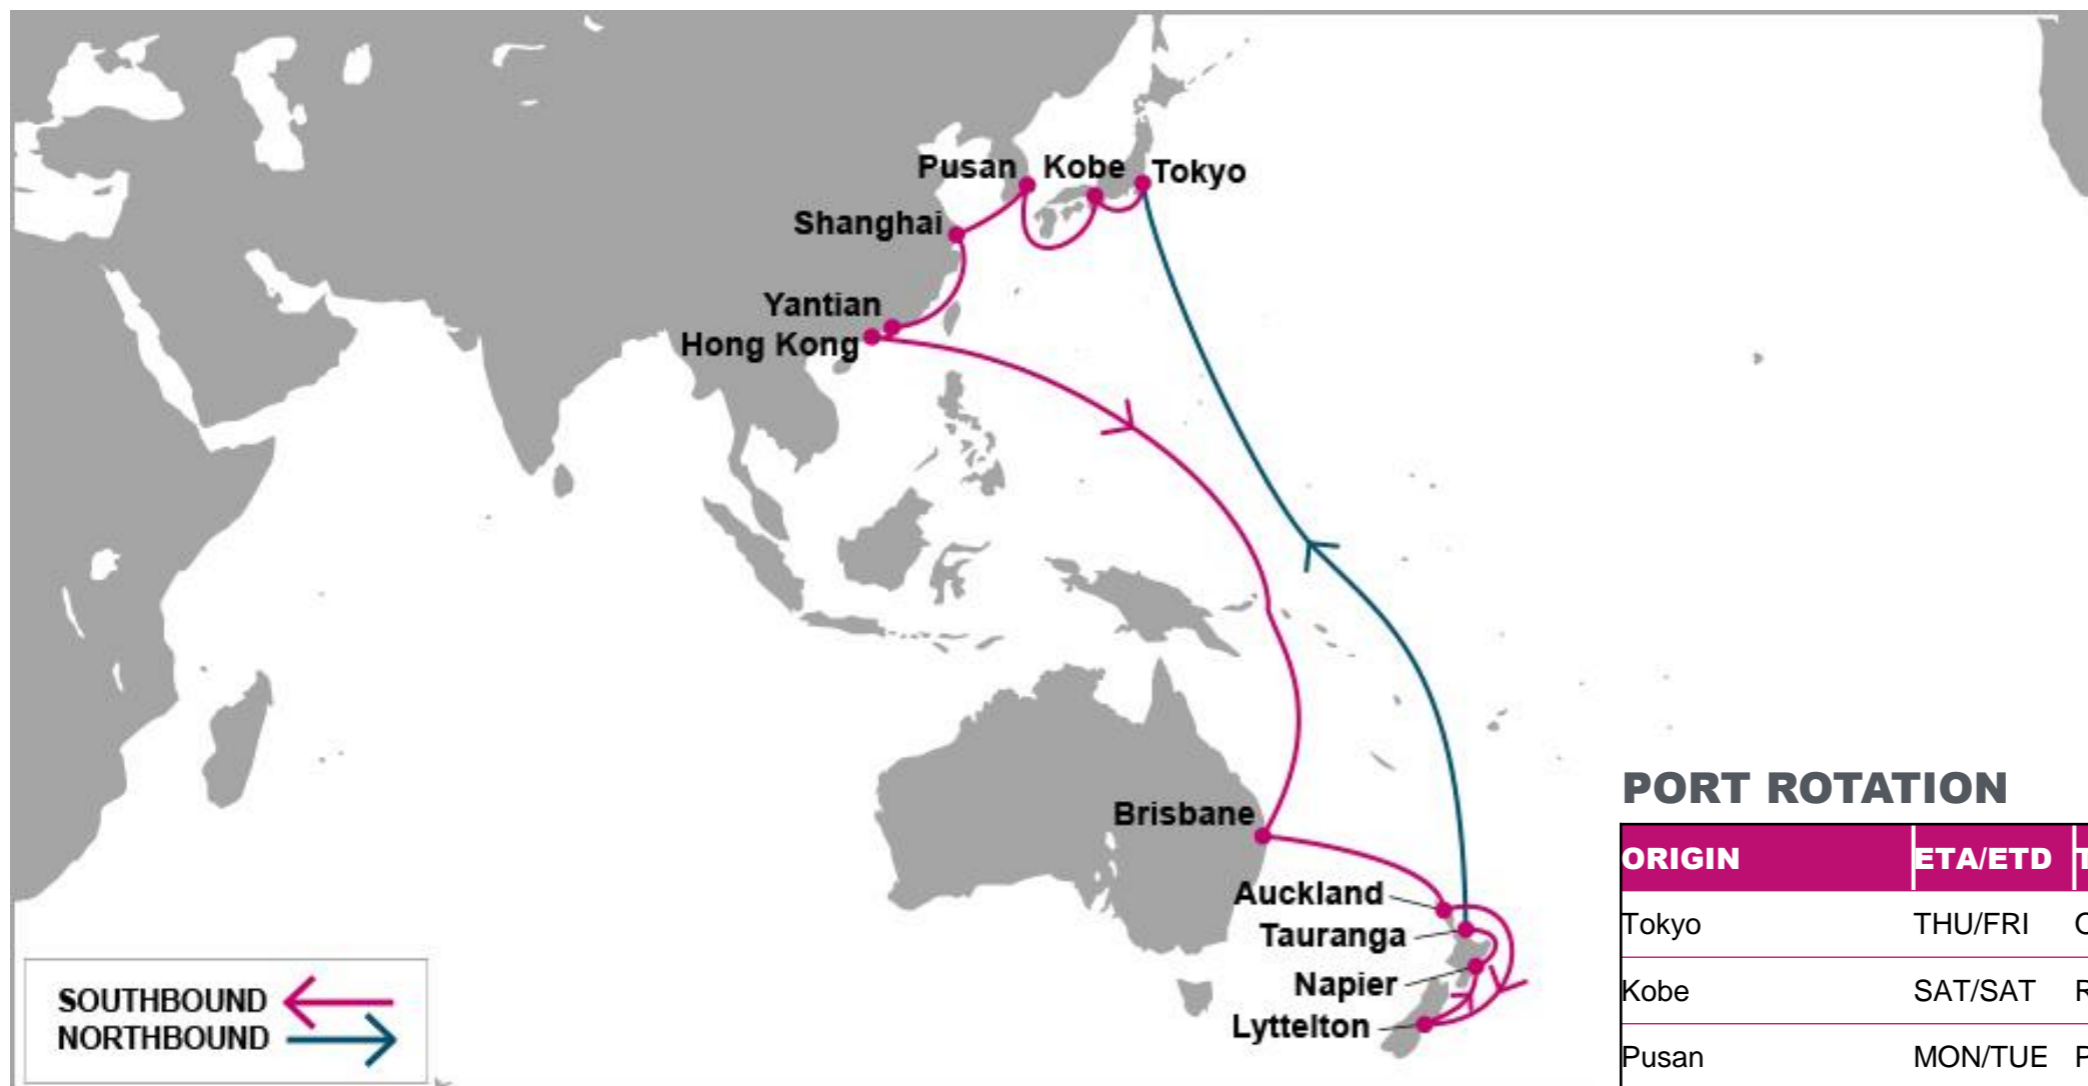 Pusan Kobe Tokyo
Shanghai
Yantian
Hong Kong
Brisbane
Auckland
Tauranga
Napier
Lyttelton
SOUTHBOUND
NORTHBOUND
PORT ROTATION
ORIGIN ETA/ETD
Tokyo THU/FRI
Kobe SAT/SAT
Pusan MON/TUE